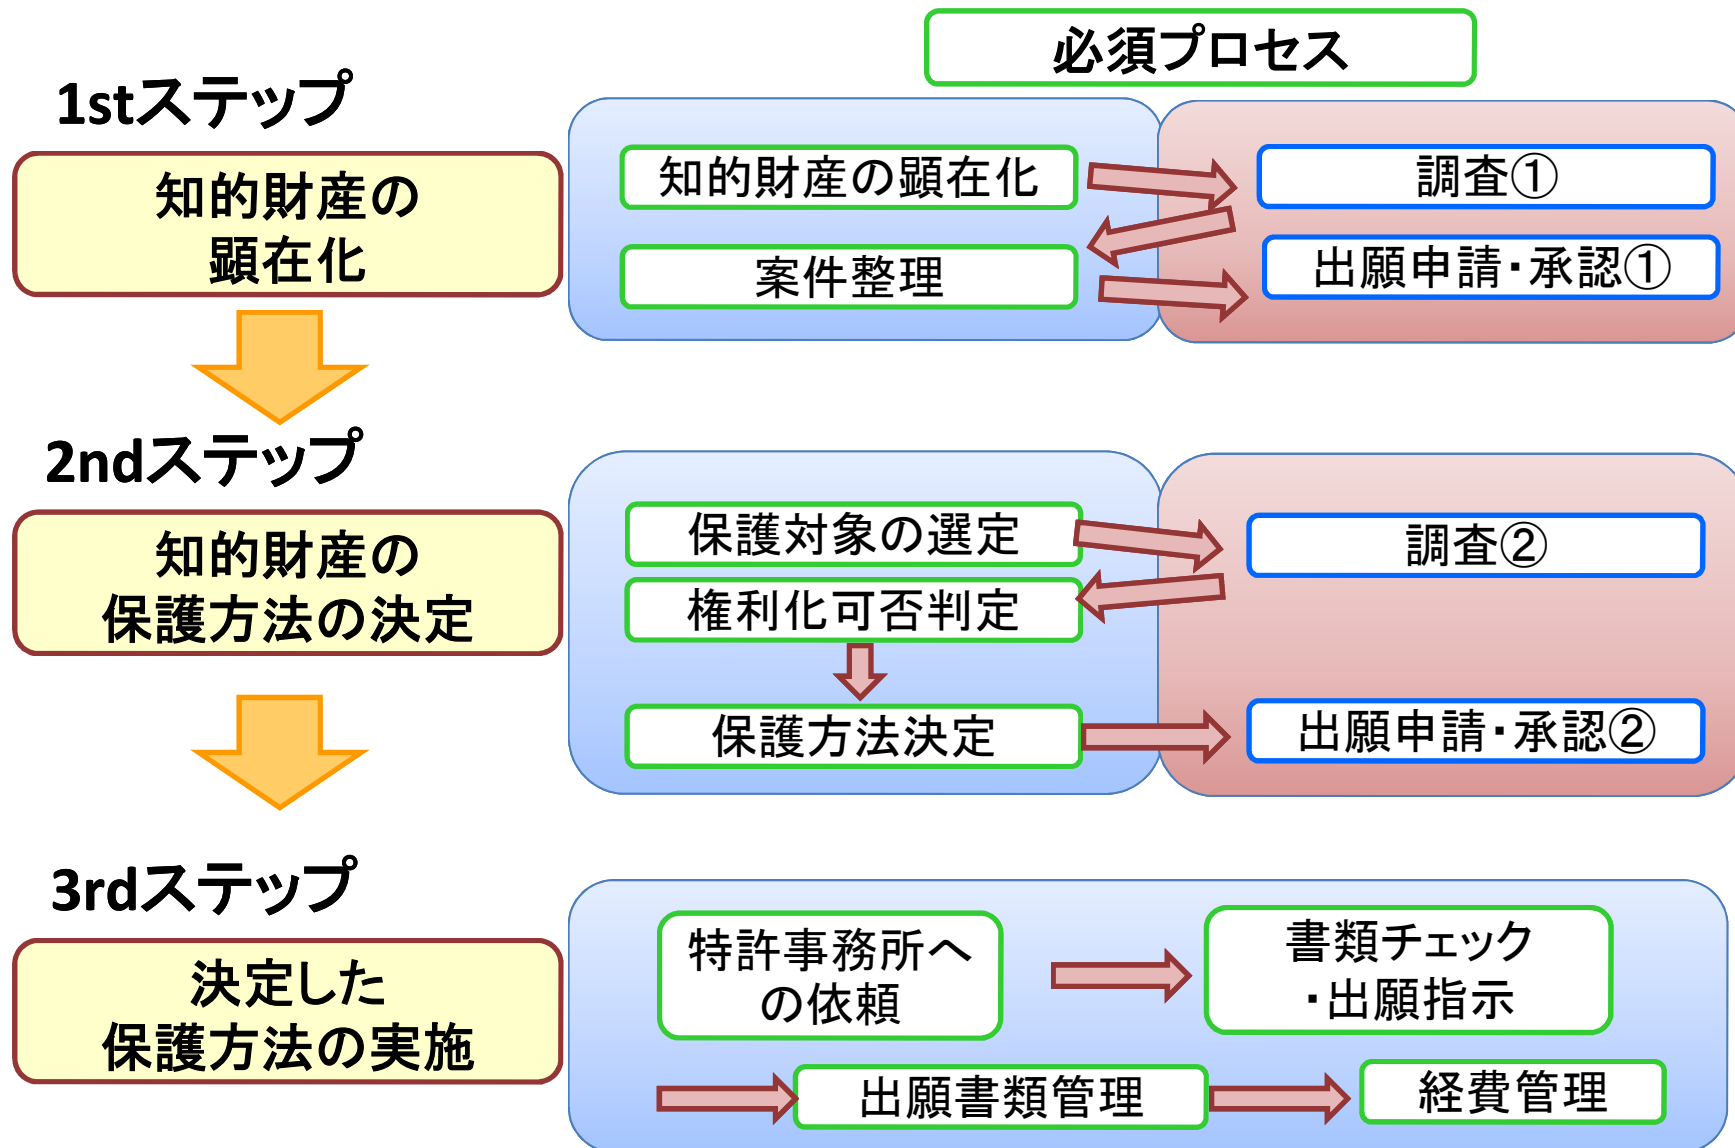 必須プロセス
1stステップ
知的財産の
顕在化
知的財産の顕在化
調査①
案件整理
出願申請・承認①
2ndステップ
知的財産の
保護方法の決定
保護対象の選定
調査②
権利化可否判定
保護方法決定
出願申請・承認②
3rdステップ
決定した
保護方法の実施
特許事務所へ
の依頼
書類チェック
・出願指示
出願書類管理
経費管理